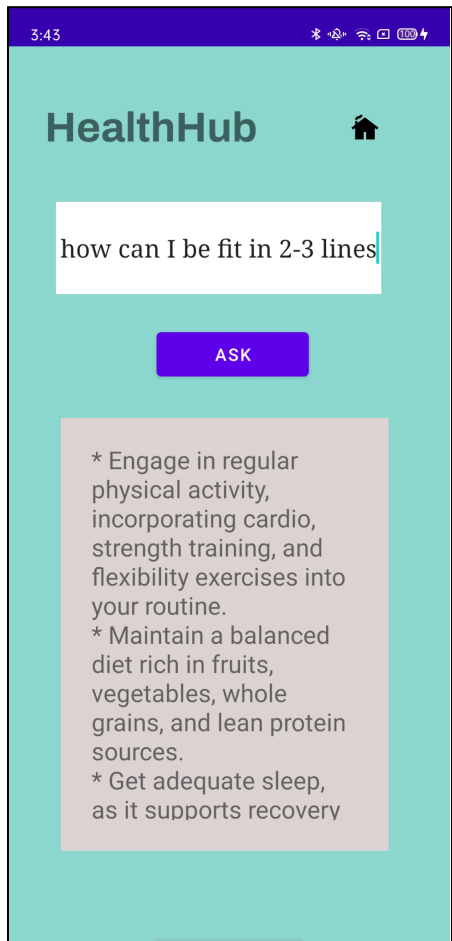 3:43
100
HealthHub
how can I be fit in 2-3 lines
ASK
* Engage in regular
physical activity,
incorporating cardio,
strength training, and
flexibility exercises into
your routine.
* Maintain a balanced
diet rich in fruits,
vegetables, whole
grains, and lean protein
sources.
* Get adequate sleep,
as it supports recovery